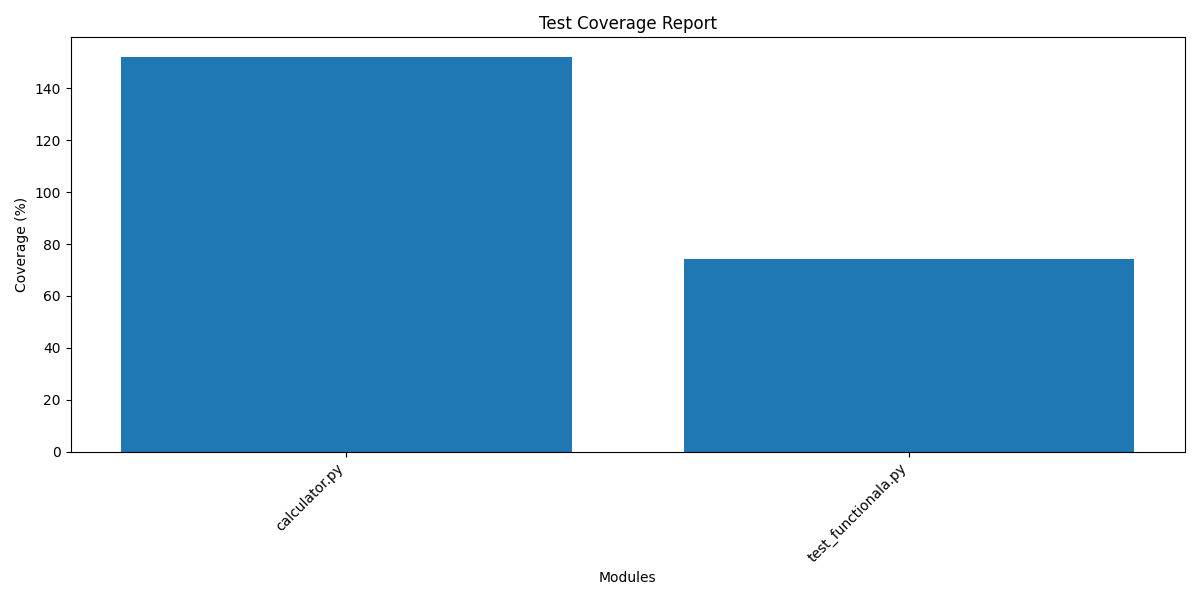 Test Coverage Report
Coverage (%)
140
120
100
80
60
40
20
0
calculator.py
test_functionala.py
Modules